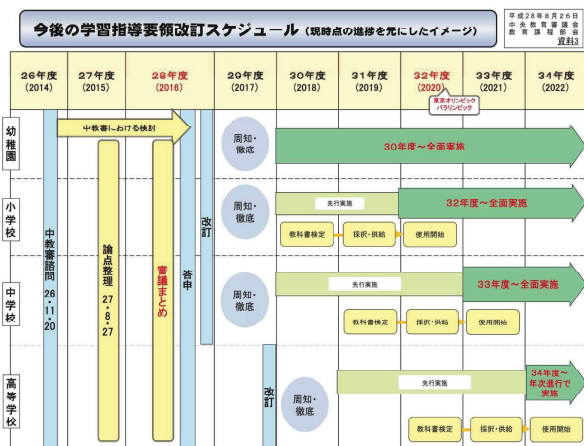 今後の学習指導要領改訂スケジュール（現時点の進捗を元にしたイメージ）
平成28年8月26日
中央教育審議会
教育課程部会
資料3
26年度
(2014)
27年度
(2015)
28年度
(2016)
29年度
(2017)
30年度
(2018)
31年度
(2019)
32年度
(2020)
33年度
(2021)
34年度
(2022)
東京オリンピック
パラリンピック
幼稚園
中教審における検討
周知・
徹底
30年度～全面実施
小学校
周知・
徹底
先行実施
32年度～全面実施
教科書検定
採択・供給
使用開始
中教審諮問 26・11・20
論点整理 27・8・27
審議まとめ
答申
改訂
中学校
周知・
徹底
先行実施
33年度～全面実施
教科書検定
採択・供給
使用開始
高等学校
改訂
周知・
徹底
先行実施
34年度～
年次進行で
実施
教科書検定
採択・供給
使用開始